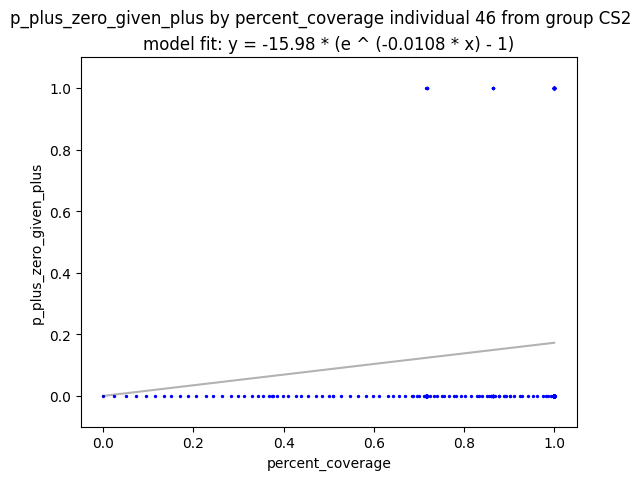 p_plus_zero_given_plus by percent_coverage individual 46 from group CS2
model fit: y = -15.98 * (e ^ (-0.0108 * x) - 1)
1.0
0.8
0.6
0.4
0.2
0.0
p_plus_zero_given_plus
0.0 0.2 0.4 0.6 0.8 1.0
percent_coverage